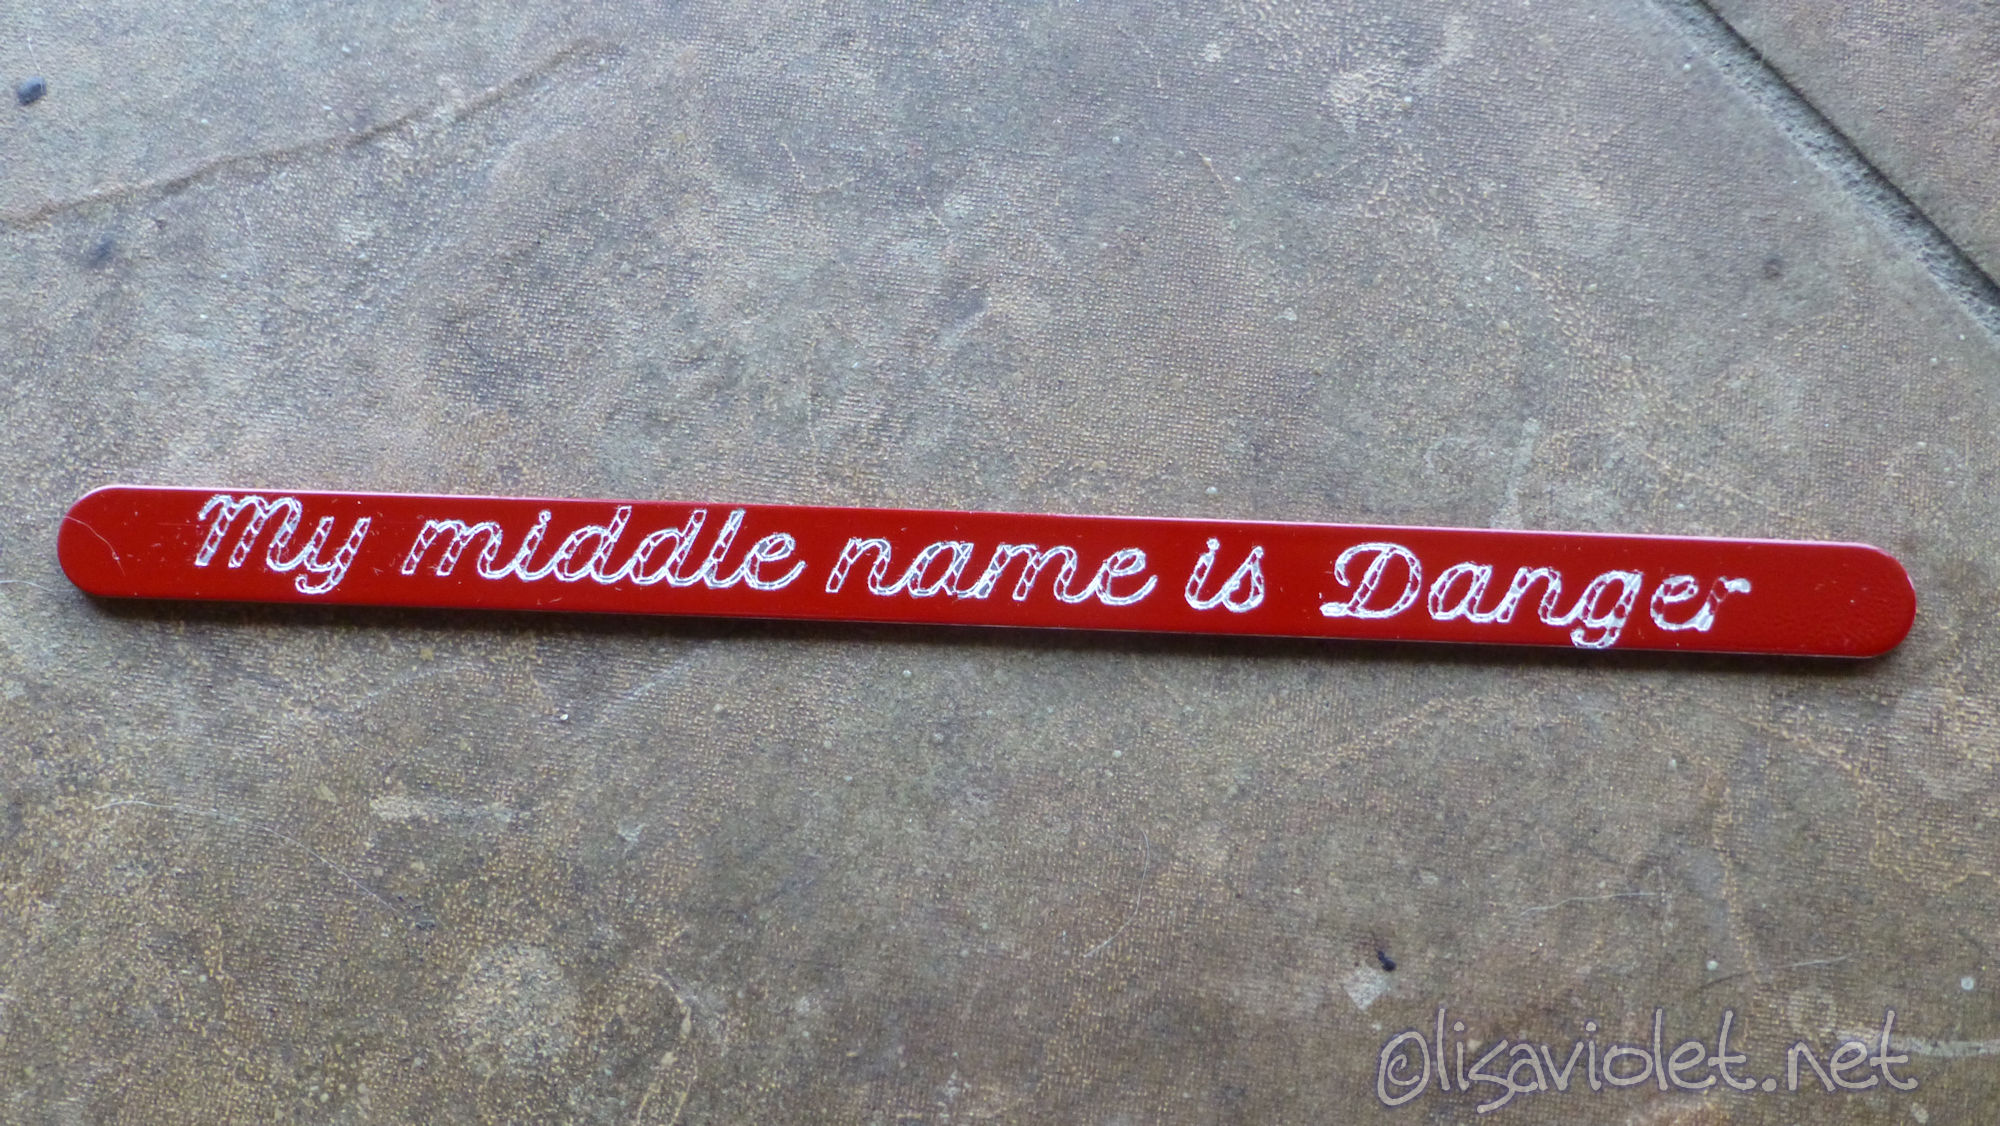 My middle name is Danger
©lisaviolet.net